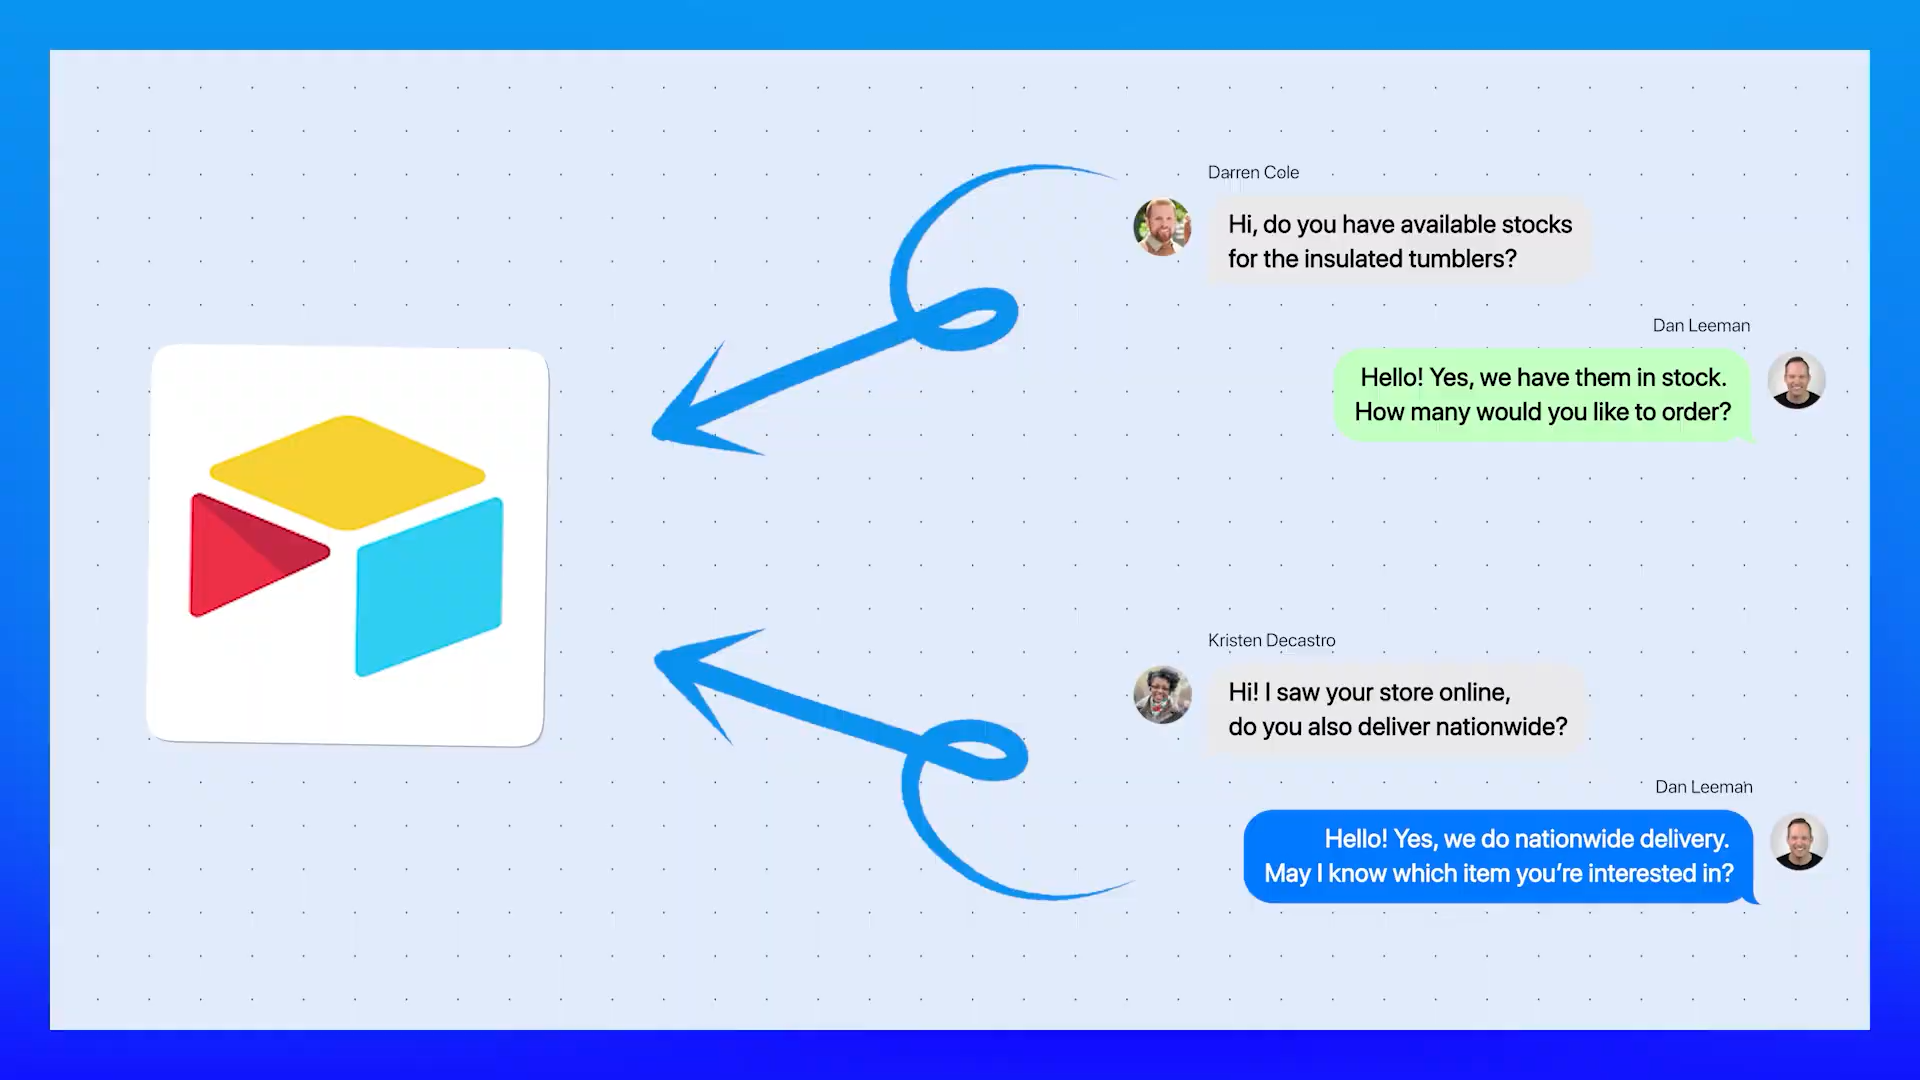 Darren Cole
Hi, do you have available stocks
for the insulated tumblers?
Dan Leeman
Hello! Yes, we have them in stock.
How many would you like to order?
Kristen Decastro
Hi! I saw your store online,
do you also deliver nationwide?
Dan Leeman
Hello! Yes, we do nationwide delivery.
May I know which item you’re interested in?